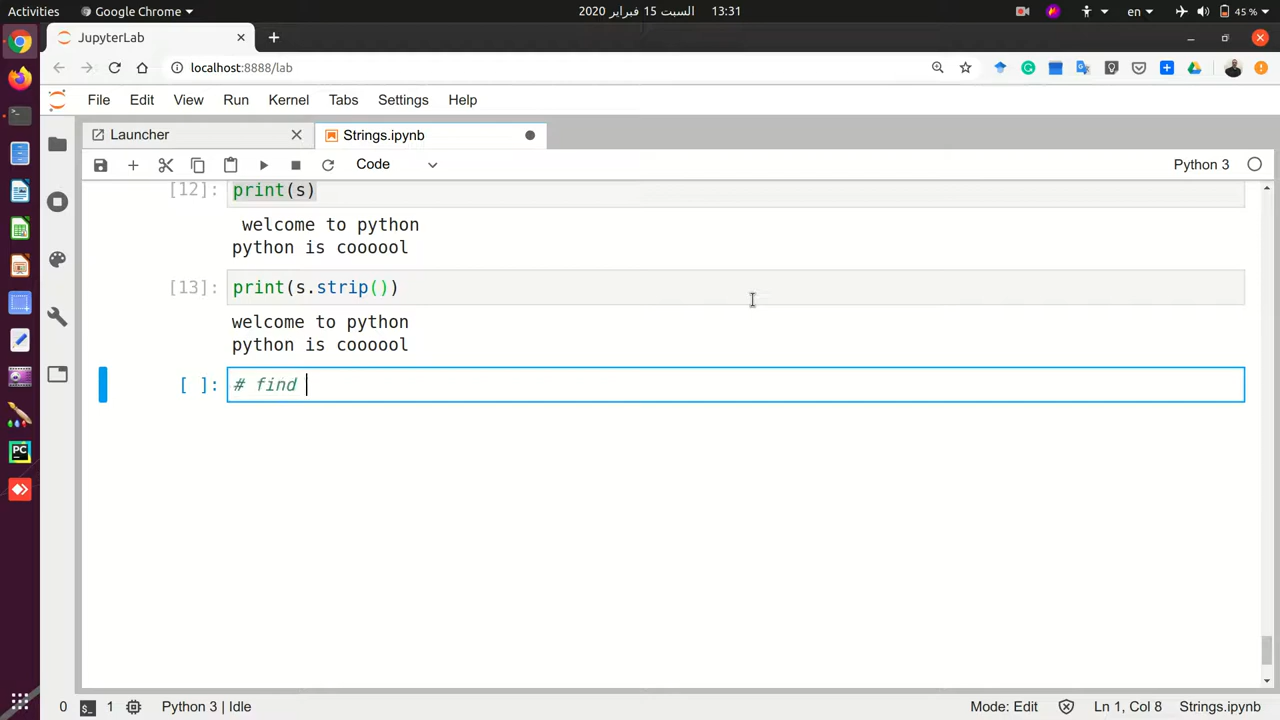 Activities
Google Chrome
السبت 15 فبراير 2020
13:31
en
45 %
JupyterLab
localhost:8888/lab
File Edit View Run Kernel Tabs Settings Help
Launcher
Strings.ipynb
Code
Python 3
[12]: print(s)
welcome to python
python is coooool
[13]: print(s.strip())
welcome to python
python is coooool
[ ]: # find
PC
0
$_
1
Python 3 | Idle
Mode: Edit
Ln 1, Col 8
Strings.ipynb